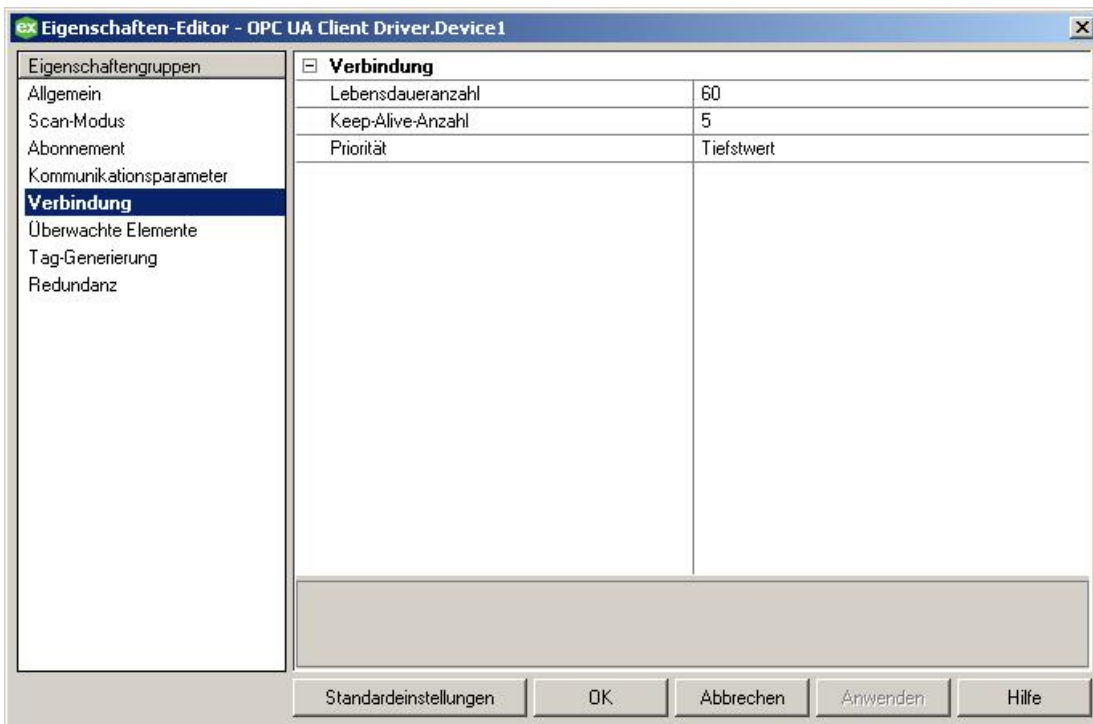 ex Eigenschaften-Editor - OPC UA Client Driver.Device1
Eigenschaftengruppen
Allgemein
Scan-Modus
Abonnement
Kommunikationsparameter
Verbindung
Überwachte Elemente
Tag-Generierung
Redundanz
Verbindung
Lebensdaueranzahl 60
Keep-Alive-Anzahl 5
Priorität Tiefstwert
Standardeinstellungen OK Abbrechen Anwenden Hilfe